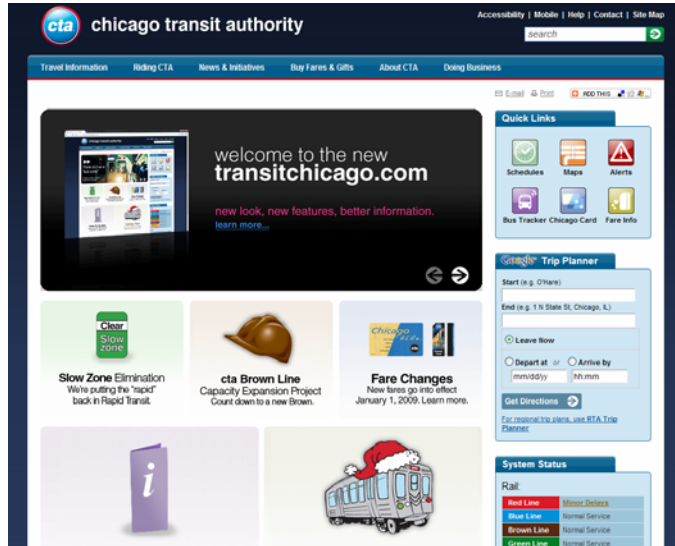 Accessibility | Mobile | Help | Contact | Site Map
cta chicago transit authority
search
Travel Information Riding CTA News & Initiatives Buy Fares & Gifts About CTA Doing Business
E-mail Print ADD THIS
welcome to the new
transitchicago.com
new look, new features, better information.
learn more...
Clear
Slow
zone
Slow Zone Elimination
We're putting the "rapid"
back in Rapid Transit.
cta Brown Line
Capacity Expansion Project
Count down to a new Brown.
Chicago
Fare Changes
New fares go into effect
January 1, 2009. Learn more.
i
Quick Links
Schedules Maps Alerts
Bus Tracker Chicago Card Fare Info
Google Trip Planner
Start (e.g. O'Hare)
End (e.g. 1 N State St, Chicago, IL)
Leave Now
Depart at or Arrive by
mm/dd/yy hh:mm
Get Directions
For regional trip plans, use RTA Trip
Planner
System Status
Rail:
Red Line Minor Delays
Blue Line Normal Service
Brown Line Normal Service
Green Line Normal Service